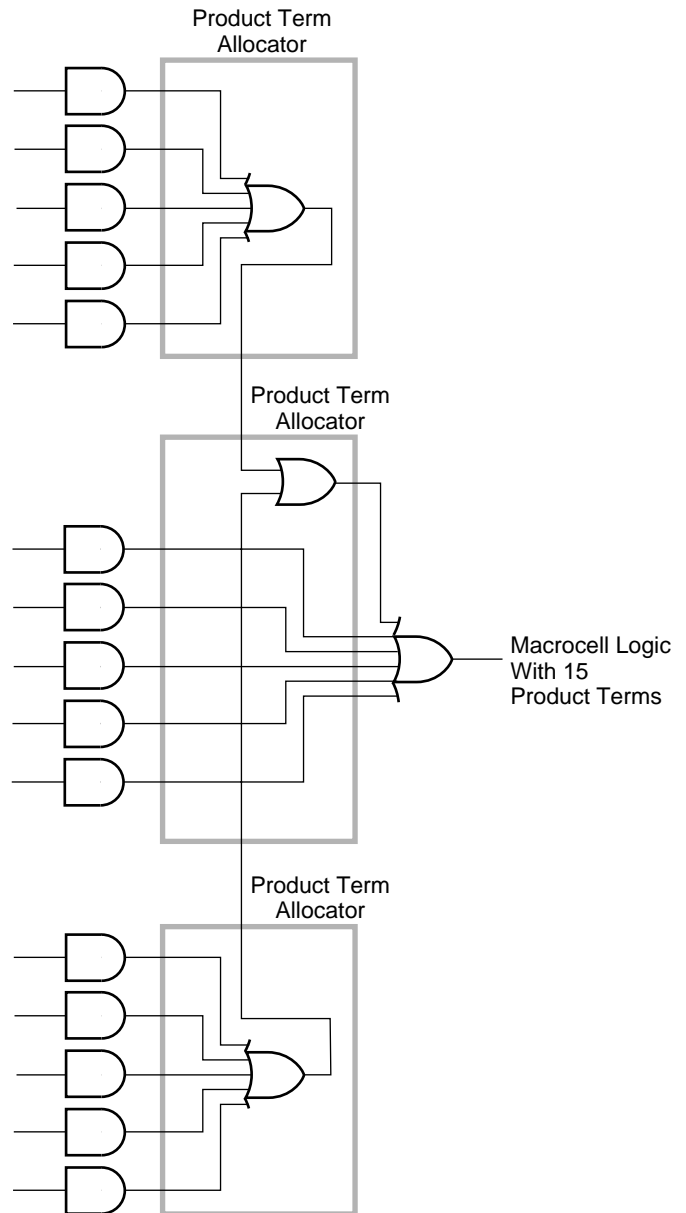 Product Term
Allocator
Product Term
Allocator
Macrocell Logic
With 15
Product Terms
Product Term
Allocator